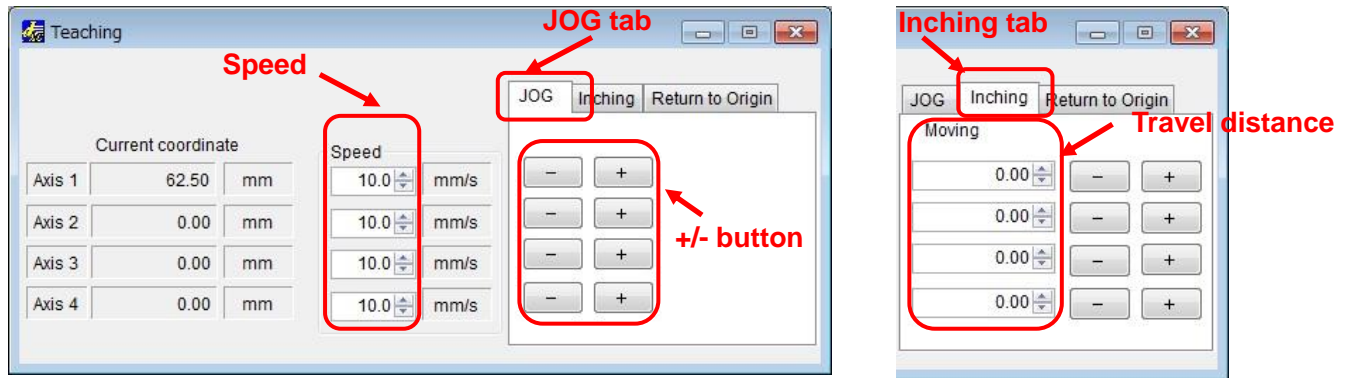 Teaching
JOG tab
Speed
JOG Inching Return to Origin
Current coordinate
Speed
Axis 1 62.50 mm 10.0 mm/s − +
Axis 2 0.00 mm 10.0 mm/s − +
Axis 3 0.00 mm 10.0 mm/s − +
Axis 4 0.00 mm 10.0 mm/s − +
+/- button
Inching tab
JOG Inching Return to Origin
Travel distance
Moving
0.00 − +
0.00 − +
0.00 − +
0.00 − +